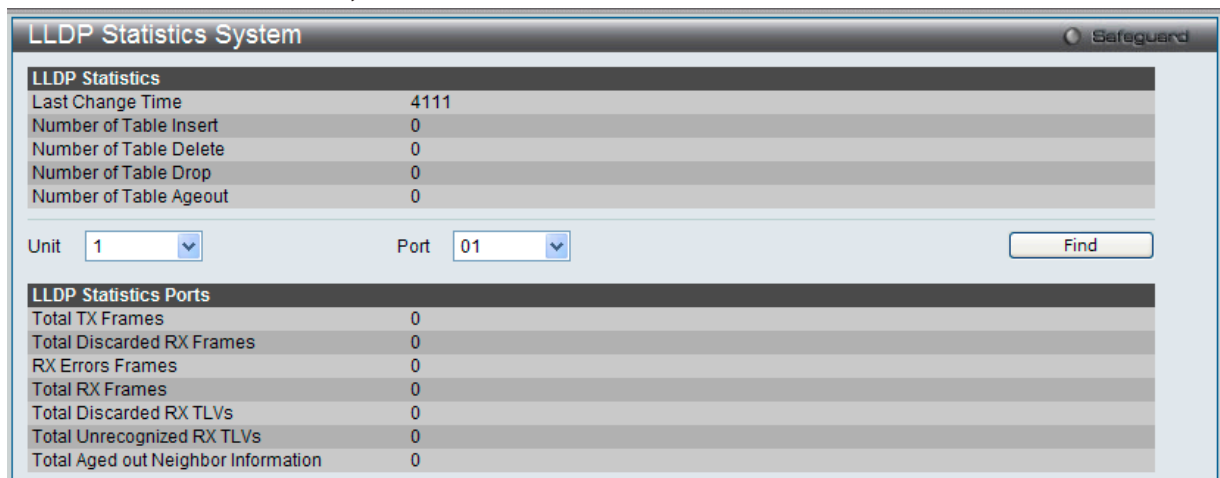 LLDP Statistics System Safeguard
LLDP Statistics
Last Change Time 4111
Number of Table Insert 0
Number of Table Delete 0
Number of Table Drop 0
Number of Table Ageout 0
Unit 1 Port 01 Find
LLDP Statistics Ports
Total TX Frames 0
Total Discarded RX Frames 0
RX Errors Frames 0
Total RX Frames 0
Total Discarded RX TLVs 0
Total Unrecognized RX TLVs 0
Total Aged out Neighbor Information 0